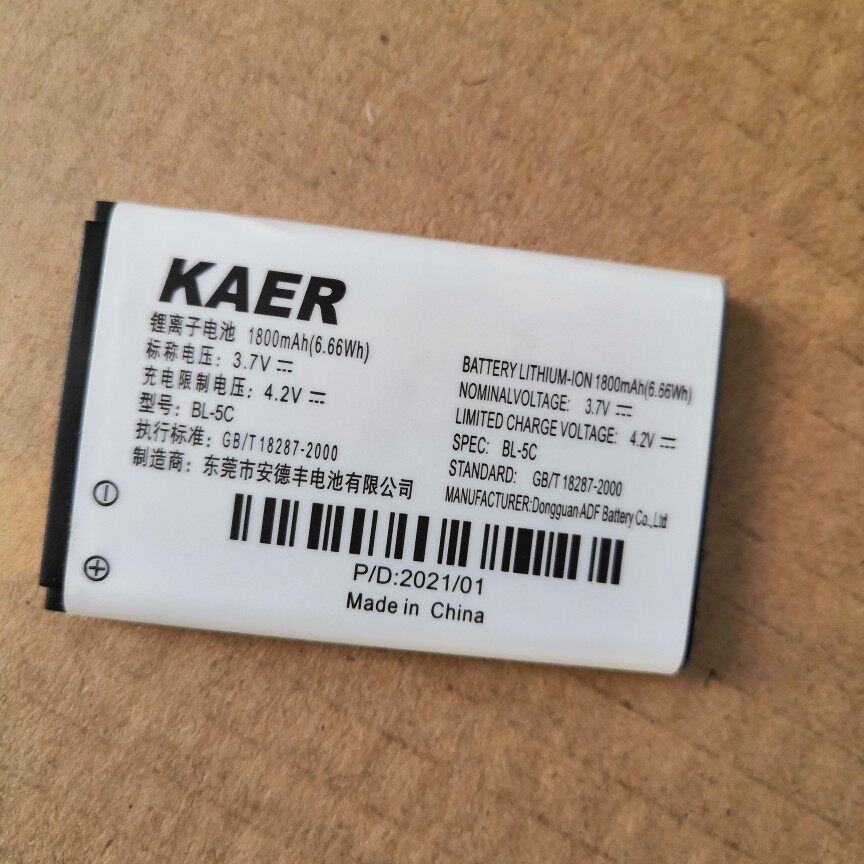 KAER
锂离子电池 1800mAh(6.66Wh)
标称电压: 3.7V⎓
充电限制电压: 4.2V⎓
型号: BL-5C
执行标准: GB/T18287-2000
制造商: 东莞市安德丰电池有限公司
BATTERY LITHIUM-ION 1800mAh(6.66Wh)
NOMINALVOLTAGE: 3.7V⎓
LIMITED CHARGE VOLTAGE: 4.2V⎓
SPEC: BL-5C
STANDARD: GB/T18287-2000
MANUFACTURER:Dongguan ADF Battery Co.,Ltd
P/D:2021/01
Made in China